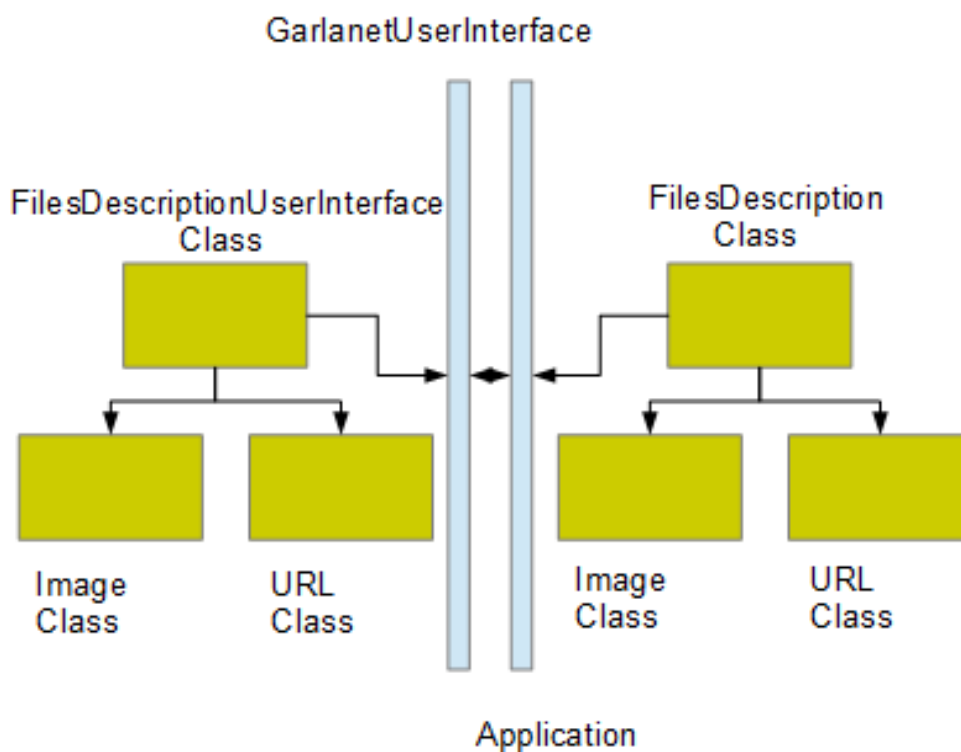 GarlanetUserInterface
FilesDescriptionUserInterface
Class
FilesDescription
Class
Image
Class
URL
Class
Image
Class
URL
Class
Application